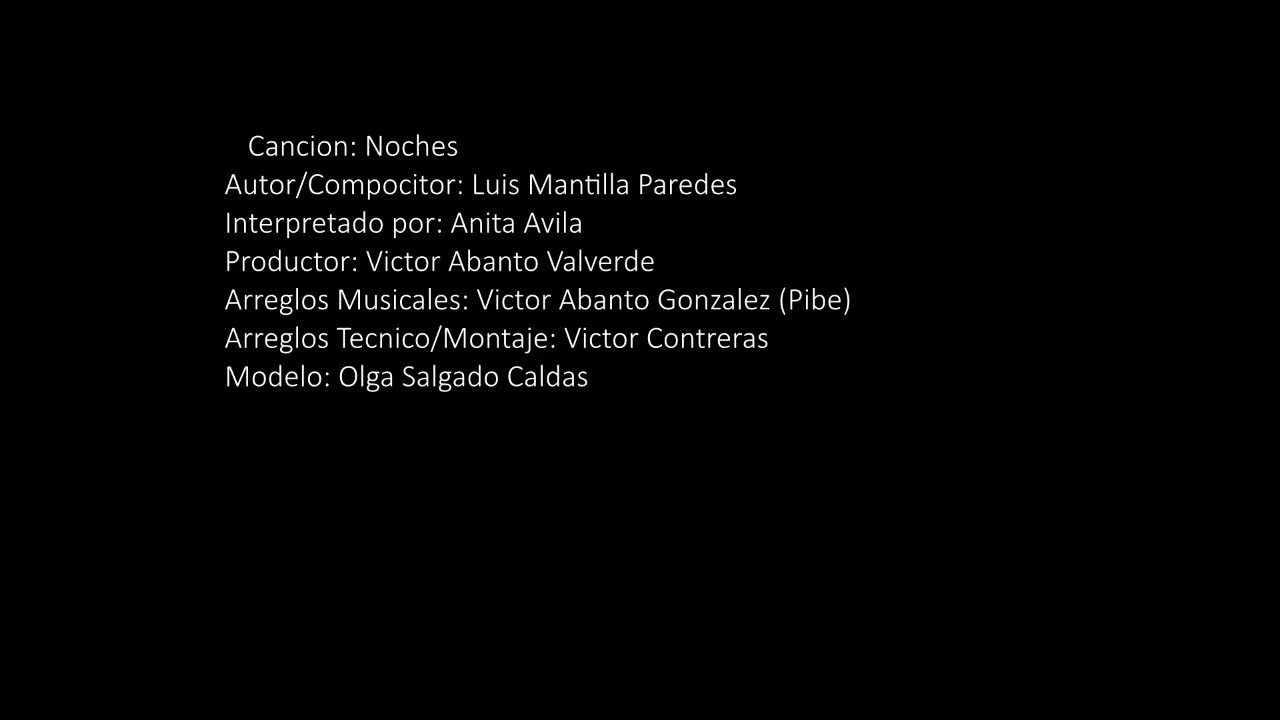 Cancion: Noches
Autor/Compocitor: Luis Mantilla Paredes
Interpretado por: Anita Avila
Productor: Victor Abanto Valverde
Arreglos Musicales: Victor Abanto Gonzalez (Pibe)
Arreglos Tecnico/Montaje: Victor Contreras
Modelo: Olga Salgado Caldas